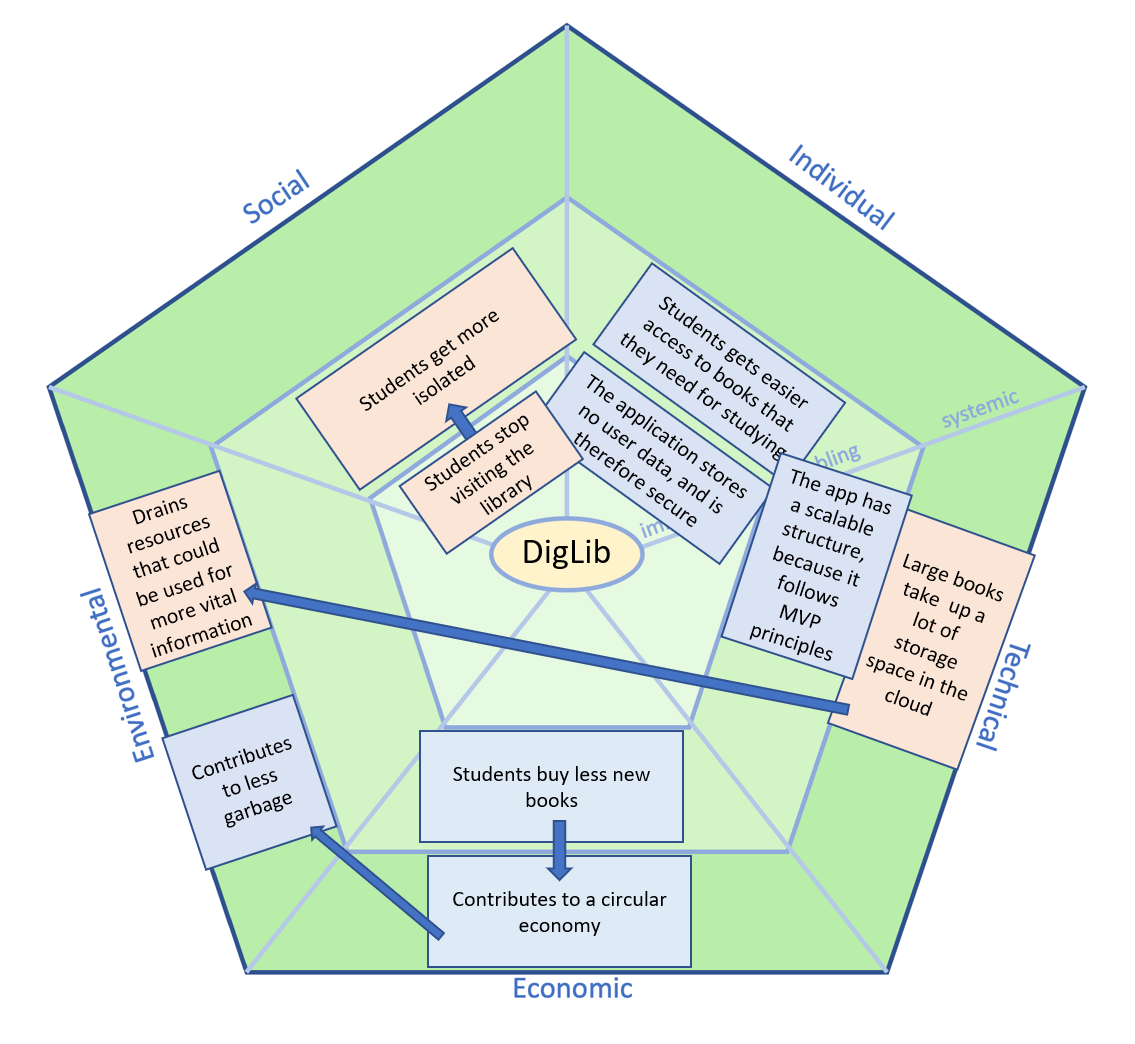 Social
Individual
systemic
Students get more
isolated
Students gets easier
access to books that
they need for studying
Students stop
visiting the
library
The application stores
no user data, and is
therefore secure
DigLib
The app has
a scalable
structure,
because it
follows
MVP
principles
Large books
take up a
lot of
storage
space in the
cloud
Technical
Drains
resources
that could
be used for
more vital
information
Environmental
Contributes
to less
garbage
Students buy less new
books
Contributes to a circular
economy
Economic